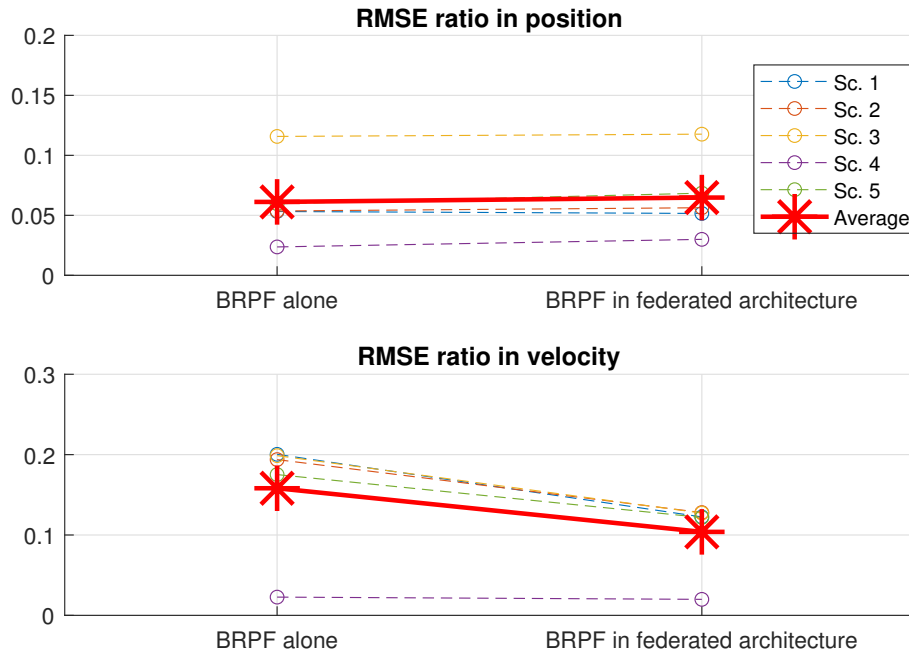 RMSE ratio in position
0.2
0.15
0.1
0.05
0
Sc. 1
Sc. 2
Sc. 3
Sc. 4
Sc. 5
Average
BRPF alone
BRPF in federated architecture
RMSE ratio in velocity
0.3
0.2
0.1
0
BRPF alone
BRPF in federated architecture